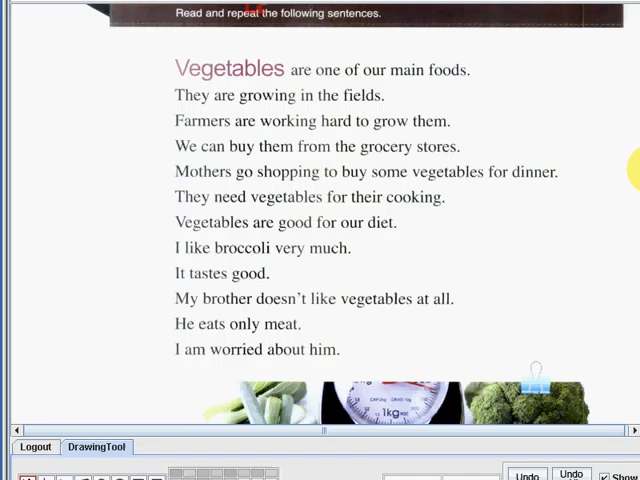 Read and repeat the following sentences.
Vegetables are one of our main foods.
They are growing in the fields.
Farmers are working hard to grow them.
We can buy them from the grocery stores.
Mothers go shopping to buy some vegetables for dinner.
They need vegetables for their cooking.
Vegetables are good for our diet.
I like broccoli very much.
It tastes good.
My brother doesn't like vegetables at all.
He eats only meat.
I am worried about him.
1kg
Logout DrawingTool
Undo Undo Show